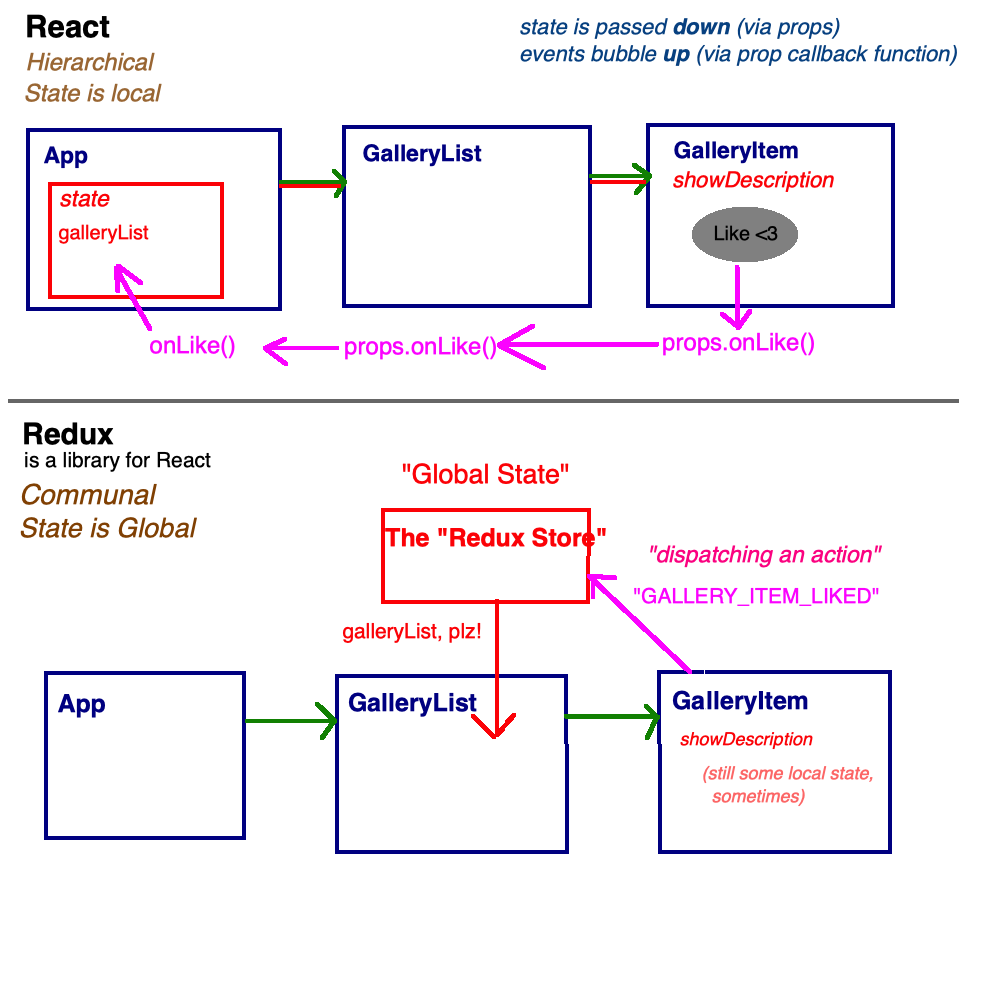 React
Hierarchical
State is local
state is passed down (via props)
events bubble up (via prop callback function)
App
state
galleryList
GalleryList
GalleryItem
showDescription
Like <3
onLike()
props.onLike()
props.onLike()
Redux
is a library for React
Communal
State is Global
"Global State"
The "Redux Store"
"dispatching an action"
"GALLERY_ITEM_LIKED"
galleryList, plz!
App
GalleryList
GalleryItem
showDescription
(still some local state,
sometimes)